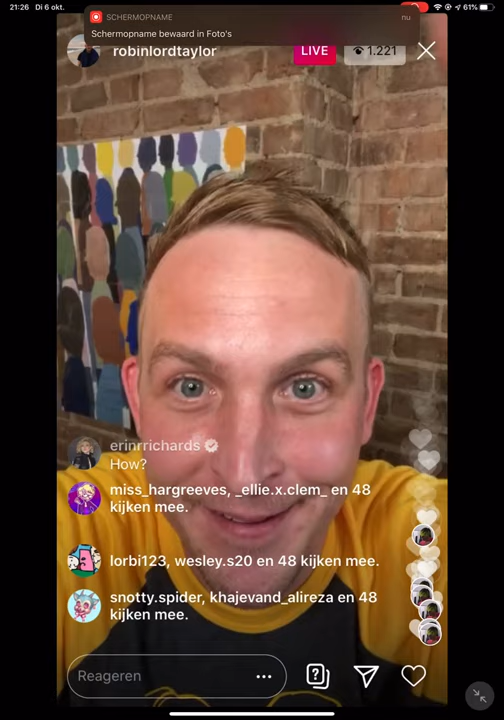 21:26 Di 6 okt.
61%
SCHERMOPNAME
nu
Schermopname bewaard in Foto's
robinlordtaylor
LIVE
1.221
erinrrichards
How?
miss_hargreeves, _ellie.x.clem_ en 48
kijken mee.
lorbi123, wesley.s20 en 48 kijken mee.
snotty.spider, khajevand_alireza en 48
kijken mee.
Reageren